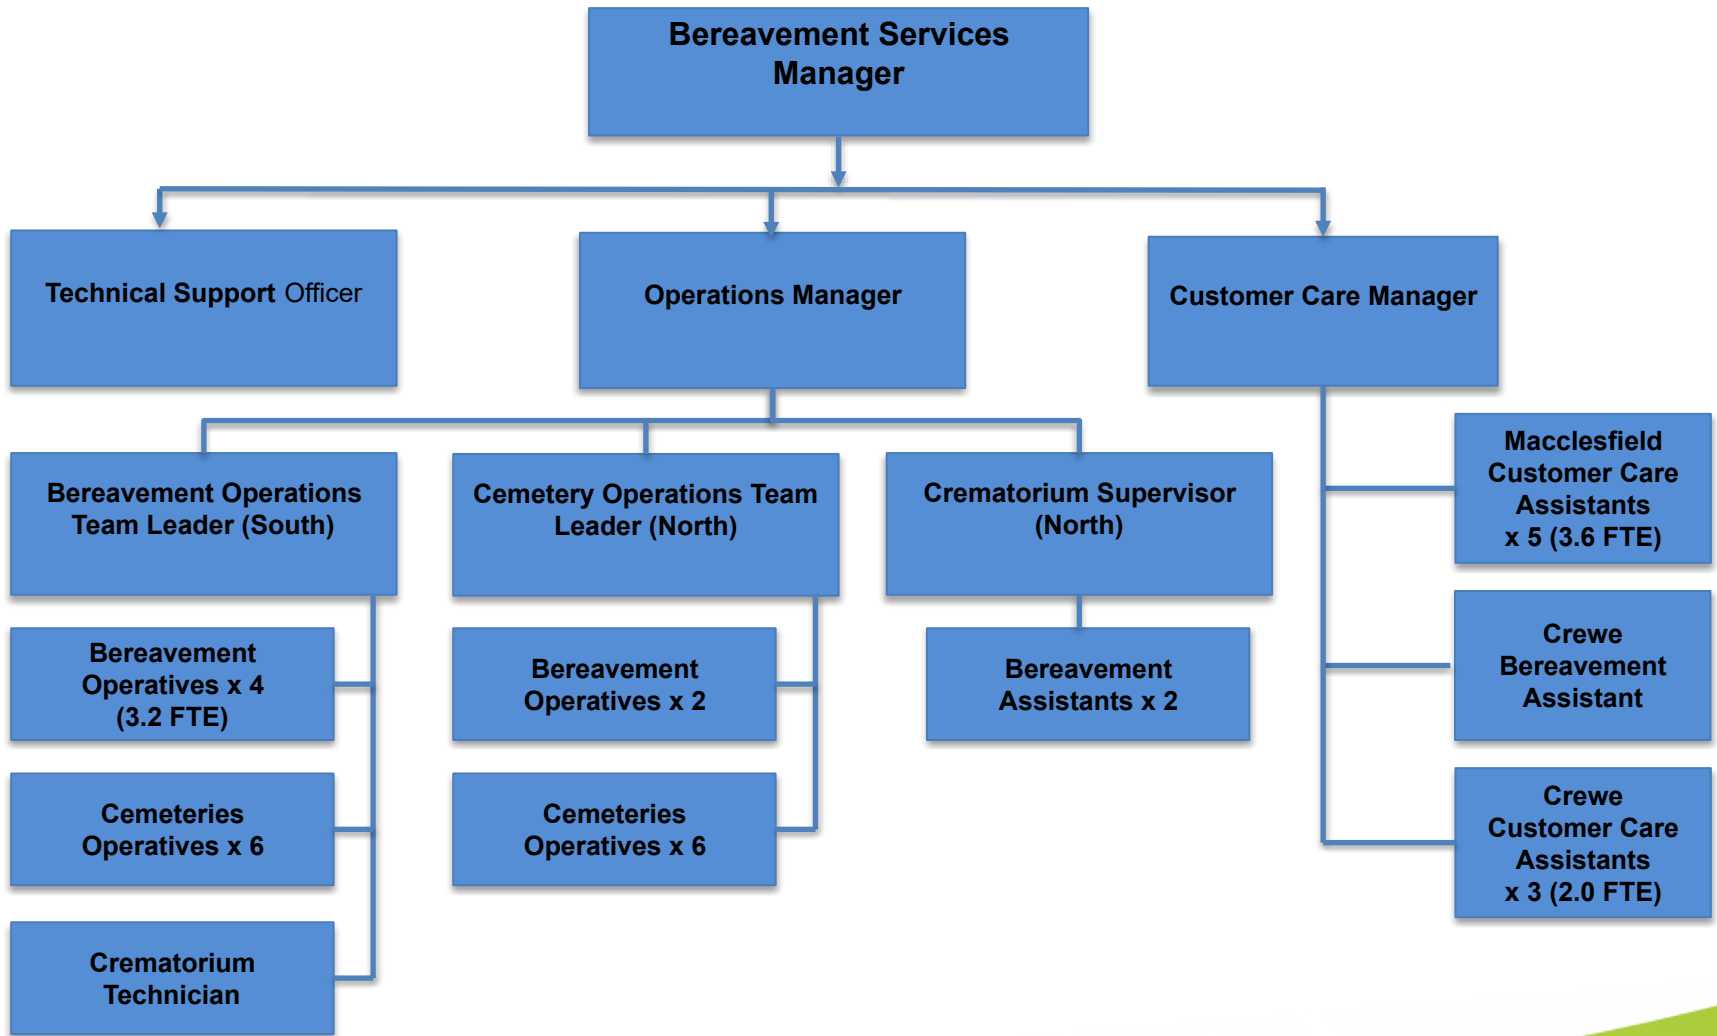 Bereavement Services
Manager
Technical Support Officer
Operations Manager
Customer Care Manager
Bereavement Operations
Team Leader (South)
Cemetery Operations Team
Leader (North)
Crematorium Supervisor
(North)
Macclesfield
Customer Care
Assistants
x 5 (3.6 FTE)
Bereavement
Operatives x 4
(3.2 FTE)
Bereavement
Operatives x 2
Bereavement
Assistants x 2
Crewe
Bereavement
Assistant
Cemeteries
Operatives x 6
Cemeteries
Operatives x 6
Crewe
Customer Care
Assistants
x 3 (2.0 FTE)
Crematorium
Technician